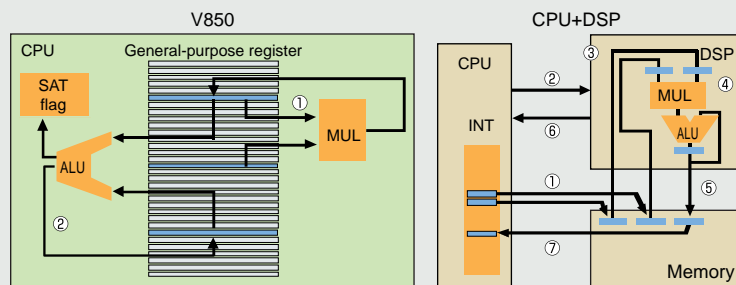 V850
CPU
General-purpose register
SAT
flag
①
MUL
ALU
②
CPU+DSP
CPU
INT
②
⑥
③
DSP
④
MUL
ALU
①
⑤
⑦
Memory